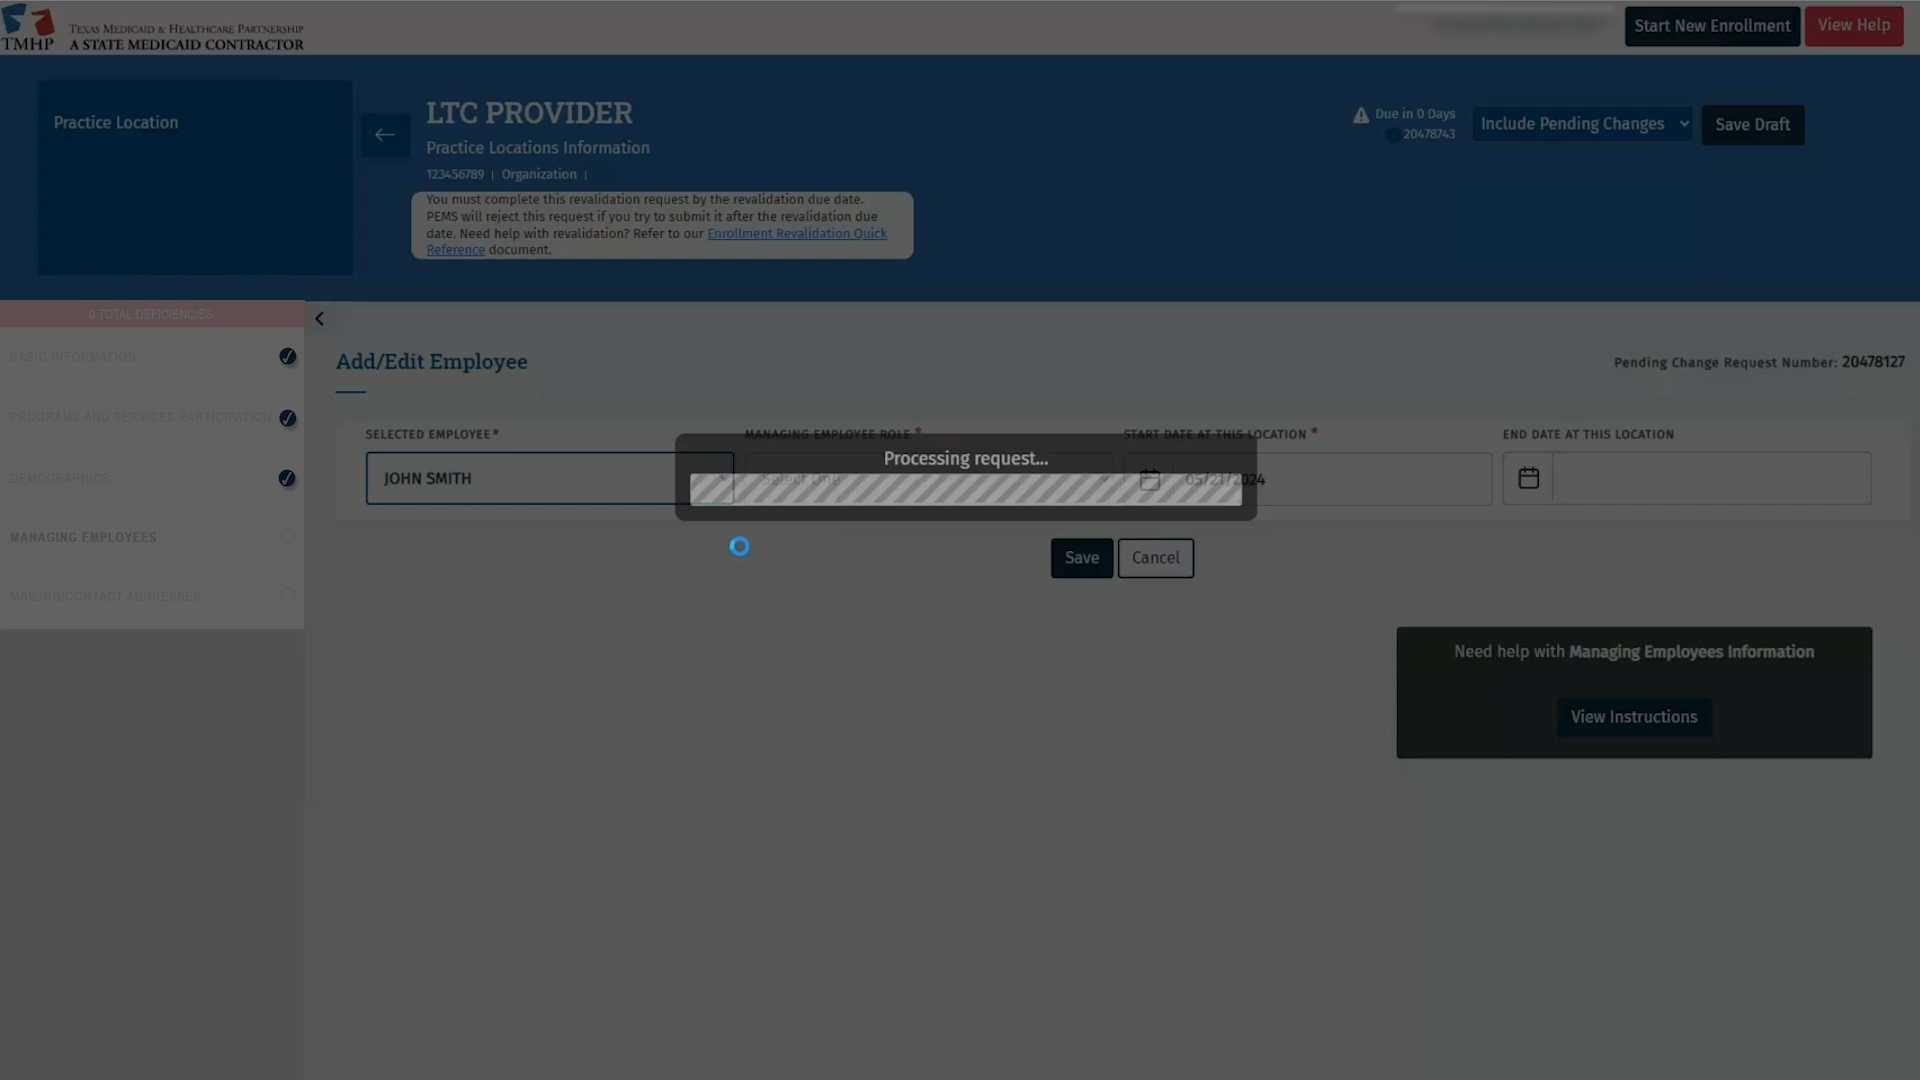 TEXAS MEDICAID & HEALTHCARE PARTNERSHIP
TMHP A STATE MEDICAID CONTRACTOR
Start New Enrollment
View Help
Practice Location
LTC PROVIDER
Practice Locations Information
123456789 | Organization |
Due in 0 Days
20478743
Include Pending Changes
Save Draft
You must complete this revalidation request by the revalidation due date.
PEMS will reject this request if you try to submit it after the revalidation due
date. Need help with revalidation? Refer to our Enrollment Revalidation Quick
Reference document.
0 TOTAL DEFICIENCIES
BASIC INFORMATION
PROGRAMS AND SERVICES PARTICIPATION
DEMOGRAPHICS
MANAGING EMPLOYEES
MAILING/CONTACT ADDRESSES
Add/Edit Employee
Pending Change Request Number: 20478127
SELECTED EMPLOYEE*
MANAGING EMPLOYEE ROLE *
START DATE AT THIS LOCATION *
END DATE AT THIS LOCATION
Processing request...
JOHN SMITH
Select One
05/21/2024
Save
Cancel
Need help with Managing Employees Information
View Instructions